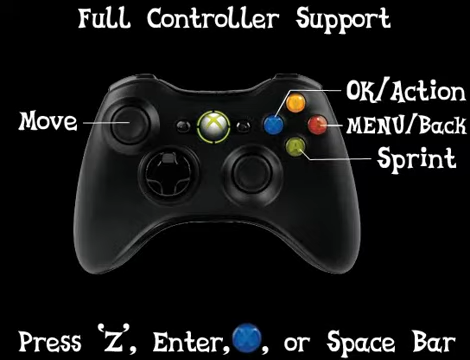 Full Controller Support
OK/Action
Move
MENU/Back
Sprint
Press 'Z', Enter, X, or Space Bar